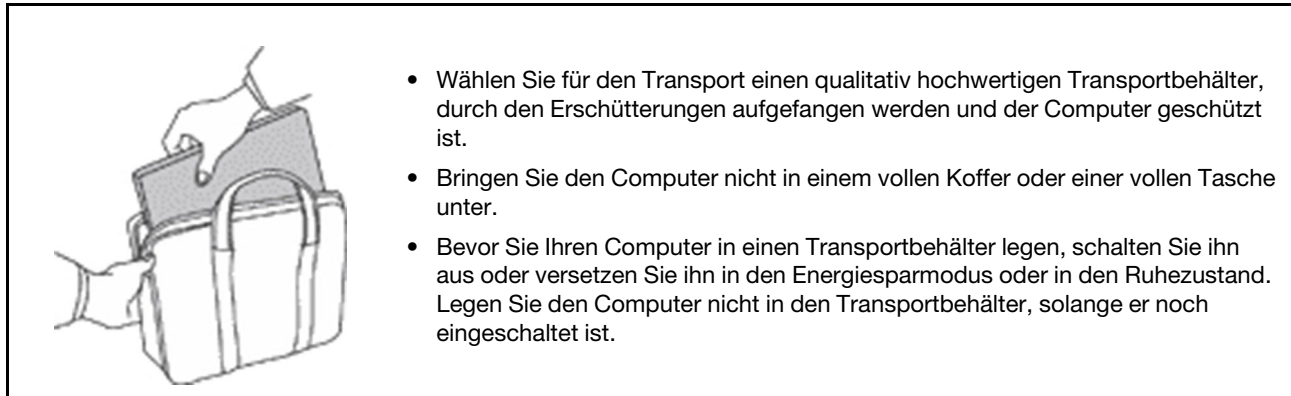 • Wählen Sie für den Transport einen qualitativ hochwertigen Transportbehälter,
durch den Erschütterungen aufgefangen werden und der Computer geschützt
ist.
• Bringen Sie den Computer nicht in einem vollen Koffer oder einer vollen Tasche
unter.
• Bevor Sie Ihren Computer in einen Transportbehälter legen, schalten Sie ihn
aus oder versetzen Sie ihn in den Energiesparmodus oder in den Ruhezustand.
Legen Sie den Computer nicht in den Transportbehälter, solange er noch
eingeschaltet ist.